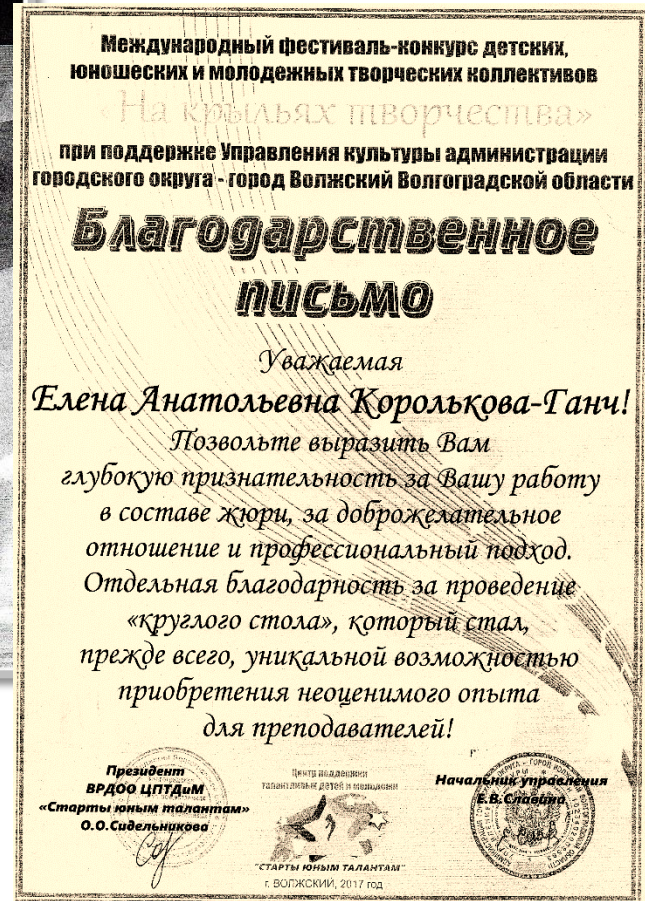 Международный фестиваль-конкурс детских,
юношеских и молодежных творческих коллективов
«На крыльях творчества»
при поддержке Управления культуры администрации
городского округа - город Волжский Волгоградской области
Благодарственное
письмо
Уважаемая
Елена Анатольевна Королькова-Ганч!
Позвольте выразить Вам
глубокую признательность за Вашу работу
в составе жюри, за доброжелательное
отношение и профессиональный подход.
Отдельная благодарность за проведение
«круглого стола», который стал,
прежде всего, уникальной возможностью
приобретения неоценимого опыта
для преподавателей!
Президент
ВРДОО ЦПТДиМ
«Старты юным талантам»
О.О.Сидельникова
Центр поддержки
талантливых детей и молодежи
"СТАРТЫ ЮНЫМ ТАЛАНТАМ"
г. ВОЛЖСКИЙ, 2017 год
Начальник управления
Е.В.Славина